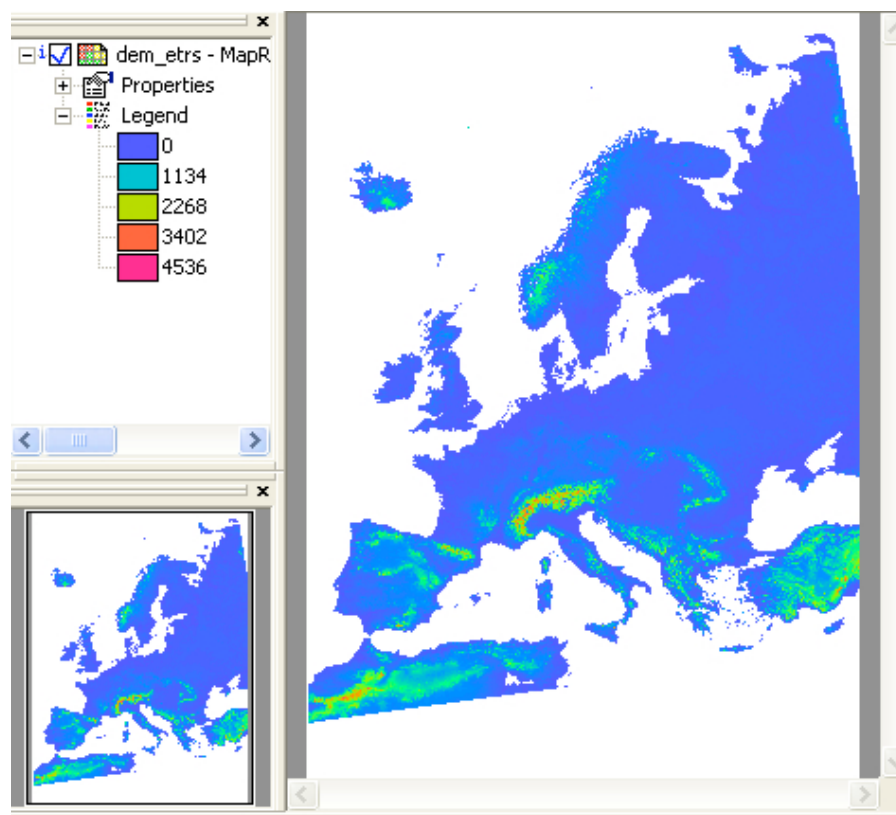 dem_etrs - MapR
Properties
Legend
0
1134
2268
3402
4536